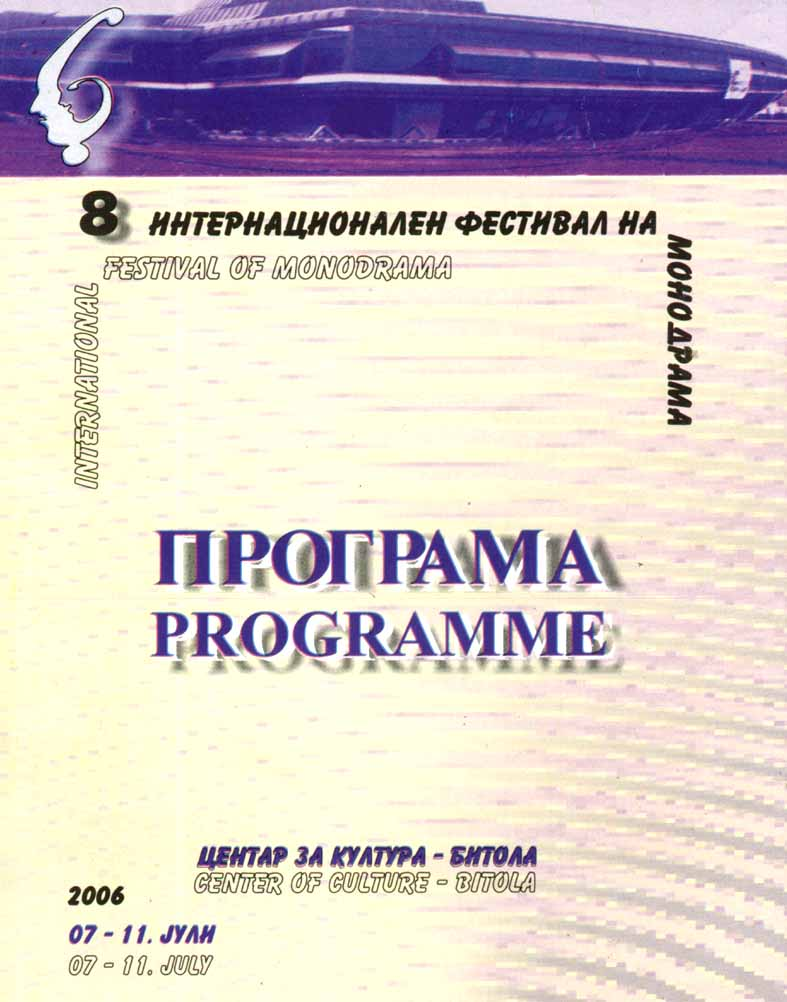 8 ИНТЕРНАЦИОНАЛЕН ФЕСТИВАЛ НА
МОНОДРАМА
INTERNATIONAL
FESTIVAL OF MONODRAMA
ПРОГРАМА
PROGRAMME
ЦЕНТАР ЗА КУЛТУРА - БИТОЛА
CENTER OF CULTURE - BITOLA
2006
07 - 11. ЈУЛИ
07 - 11. JULY